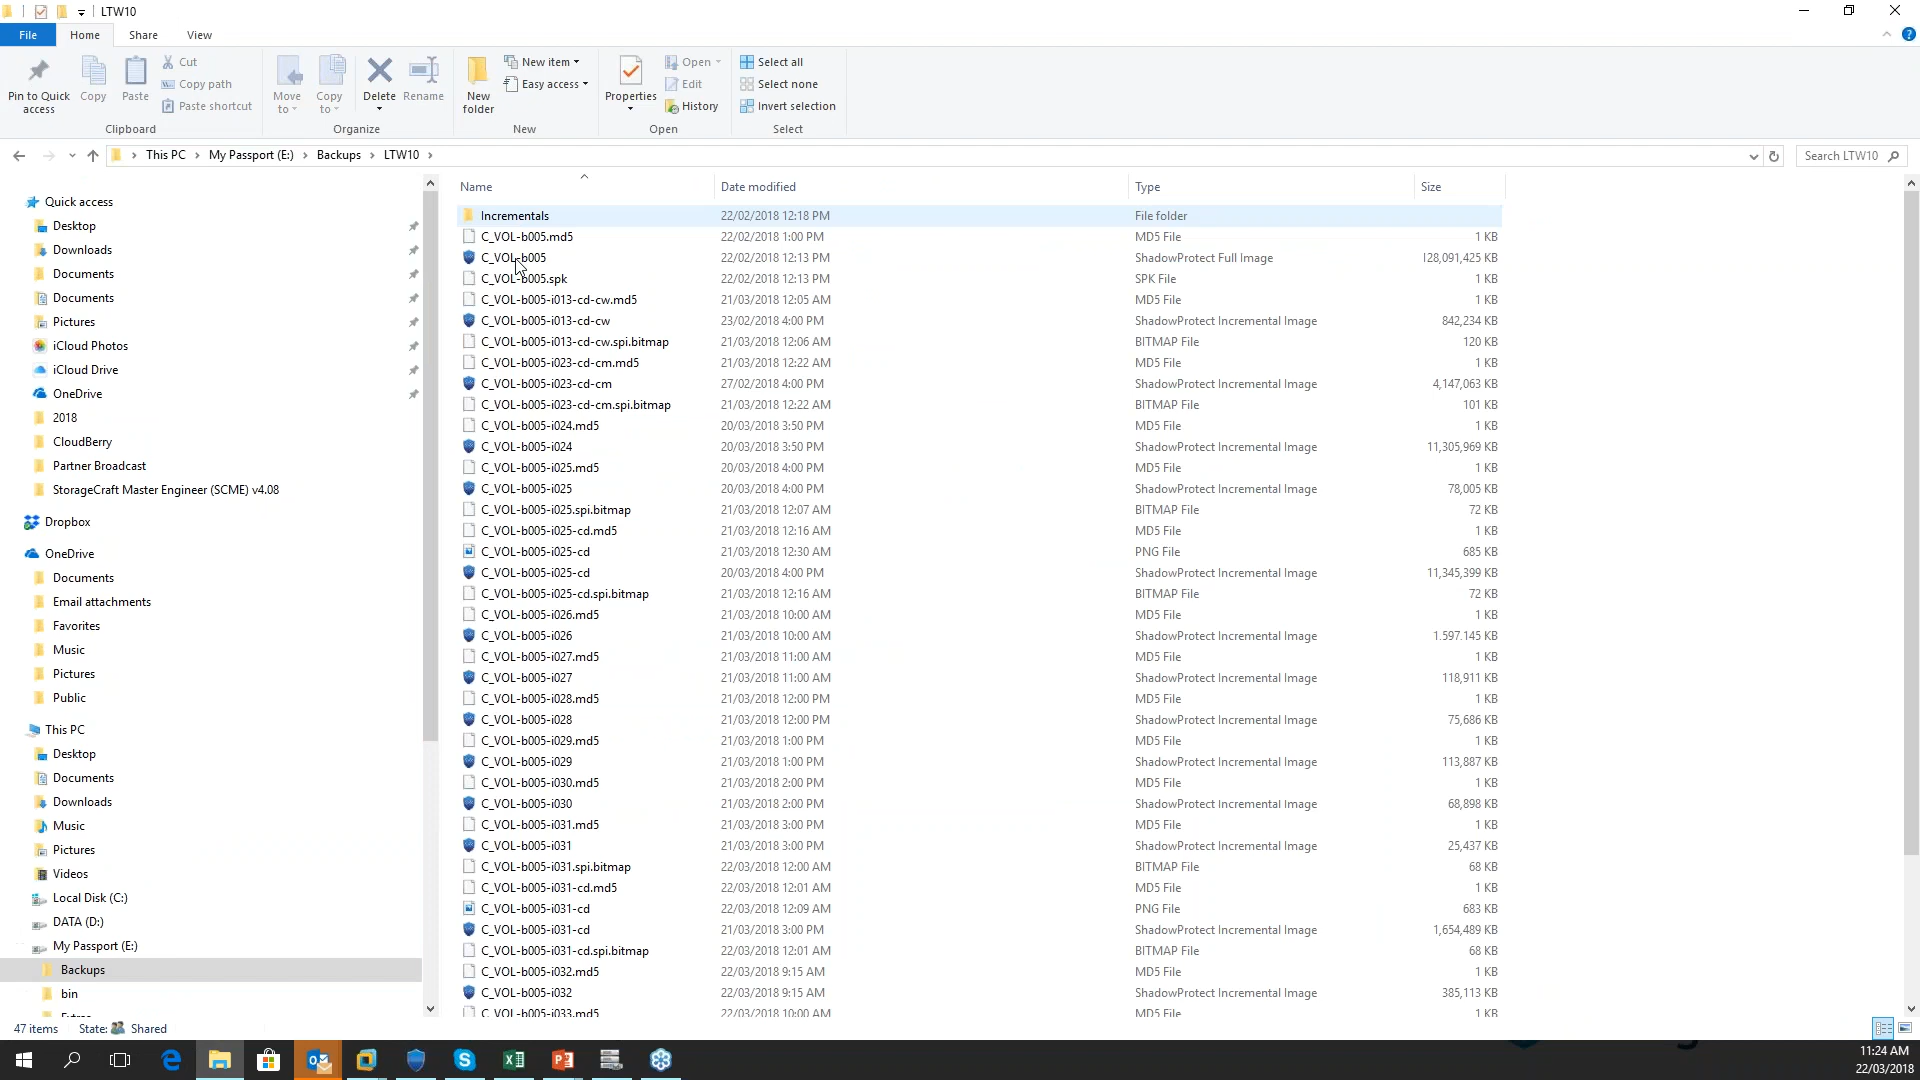 LTW10
File Home Share View
Pin to Quick access
Copy
Paste
Cut
Copy path
Paste shortcut
Clipboard
Move to
Copy to
Delete
Rename
Organize
New folder
New item
Easy access
New
Properties
Open
Edit
History
Open
Select all
Select none
Invert selection
Select
This PC My Passport (E:) Backups LTW10
Search LTW10
Quick access
Desktop
Downloads
Documents
Documents
Pictures
iCloud Photos
iCloud Drive
OneDrive
2018
CloudBerry
Partner Broadcast
StorageCraft Master Engineer (SCME) v4.08
Dropbox
OneDrive
Documents
Email attachments
Favorites
Music
Pictures
Public
This PC
Desktop
Documents
Downloads
Music
Pictures
Videos
Local Disk (C:)
DATA (D:)
My Passport (E:)
Backups
bin
Name Date modified Type Size
Incrementals 22/02/2018 12:18 PM File folder
C_VOL-b005.md5 22/02/2018 1:00 PM MD5 File 1 KB
C_VOL-b005 22/02/2018 12:13 PM ShadowProtect Full Image 128,091,425 KB
C_VOL-b005.spk 22/02/2018 12:13 PM SPK File 1 KB
C_VOL-b005-i013-cd-cw.md5 21/03/2018 12:05 AM MD5 File 1 KB
C_VOL-b005-i013-cd-cw 23/02/2018 4:00 PM ShadowProtect Incremental Image 842,234 KB
C_VOL-b005-i013-cd-cw.spi.bitmap 21/03/2018 12:06 AM BITMAP File 120 KB
C_VOL-b005-i023-cd-cm.md5 21/03/2018 12:22 AM MD5 File 1 KB
C_VOL-b005-i023-cd-cm 27/02/2018 4:00 PM ShadowProtect Incremental Image 4,147,063 KB
C_VOL-b005-i023-cd-cm.spi.bitmap 21/03/2018 12:22 AM BITMAP File 101 KB
C_VOL-b005-i024.md5 20/03/2018 3:50 PM MD5 File 1 KB
C_VOL-b005-i024 20/03/2018 3:50 PM ShadowProtect Incremental Image 11,305,969 KB
C_VOL-b005-i025.md5 20/03/2018 4:00 PM MD5 File 1 KB
C_VOL-b005-i025 20/03/2018 4:00 PM ShadowProtect Incremental Image 78,005 KB
C_VOL-b005-i025.spi.bitmap 21/03/2018 12:07 AM BITMAP File 72 KB
C_VOL-b005-i025-cd.md5 21/03/2018 12:16 AM MD5 File 1 KB
C_VOL-b005-i025-cd 21/03/2018 12:30 AM PNG File 685 KB
C_VOL-b005-i025-cd 20/03/2018 4:00 PM ShadowProtect Incremental Image 11,345,399 KB
C_VOL-b005-i025-cd.spi.bitmap 21/03/2018 12:16 AM BITMAP File 72 KB
C_VOL-b005-i026.md5 21/03/2018 10:00 AM MD5 File 1 KB
C_VOL-b005-i026 21/03/2018 10:00 AM ShadowProtect Incremental Image 1,597,145 KB
C_VOL-b005-i027.md5 21/03/2018 11:00 AM MD5 File 1 KB
C_VOL-b005-i027 21/03/2018 11:00 AM ShadowProtect Incremental Image 118,911 KB
C_VOL-b005-i028.md5 21/03/2018 12:00 PM MD5 File 1 KB
C_VOL-b005-i028 21/03/2018 12:00 PM ShadowProtect Incremental Image 75,686 KB
C_VOL-b005-i029.md5 21/03/2018 1:00 PM MD5 File 1 KB
C_VOL-b005-i029 21/03/2018 1:00 PM ShadowProtect Incremental Image 113,887 KB
C_VOL-b005-i030.md5 21/03/2018 2:00 PM MD5 File 1 KB
C_VOL-b005-i030 21/03/2018 2:00 PM ShadowProtect Incremental Image 68,898 KB
C_VOL-b005-i031.md5 21/03/2018 3:00 PM MD5 File 1 KB
C_VOL-b005-i031 21/03/2018 3:00 PM ShadowProtect Incremental Image 25,437 KB
C_VOL-b005-i031.spi.bitmap 22/03/2018 12:00 AM BITMAP File 68 KB
C_VOL-b005-i031-cd.md5 22/03/2018 12:01 AM MD5 File 1 KB
C_VOL-b005-i031-cd 22/03/2018 12:09 AM PNG File 683 KB
C_VOL-b005-i031-cd 21/03/2018 3:00 PM ShadowProtect Incremental Image 1,654,489 KB
C_VOL-b005-i031-cd.spi.bitmap 22/03/2018 12:01 AM BITMAP File 68 KB
C_VOL-b005-i032.md5 22/03/2018 9:15 AM MD5 File 1 KB
C_VOL-b005-i032 22/03/2018 9:15 AM ShadowProtect Incremental Image 385,113 KB
C_VOL-b005-i033.md5 22/03/2018 10:00 AM MD5 File 1 KB
47 items State: Shared
11:24 AM
22/03/2018